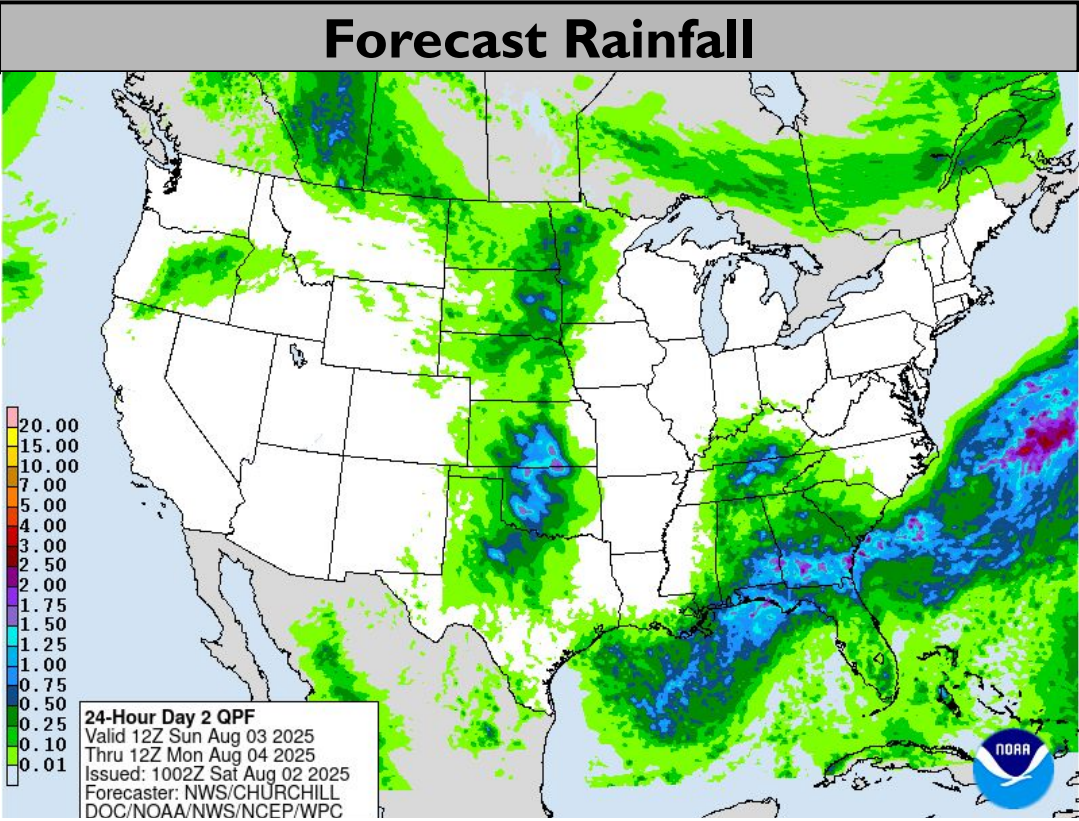 Forecast Rainfall
20.00
15.00
10.00
7.00
5.00
4.00
3.00
2.50
2.00
1.75
1.50
1.25
1.00
0.75
0.50
0.25
0.10
0.01
24-Hour Day 2 QPF
Valid 12Z Sun Aug 03 2025
Thru 12Z Mon Aug 04 2025
Issued: 1002Z Sat Aug 02 2025
Forecaster: NWS/CHURCHILL
DOC/NOAA/NWS/NCEP/WPC
NOAA